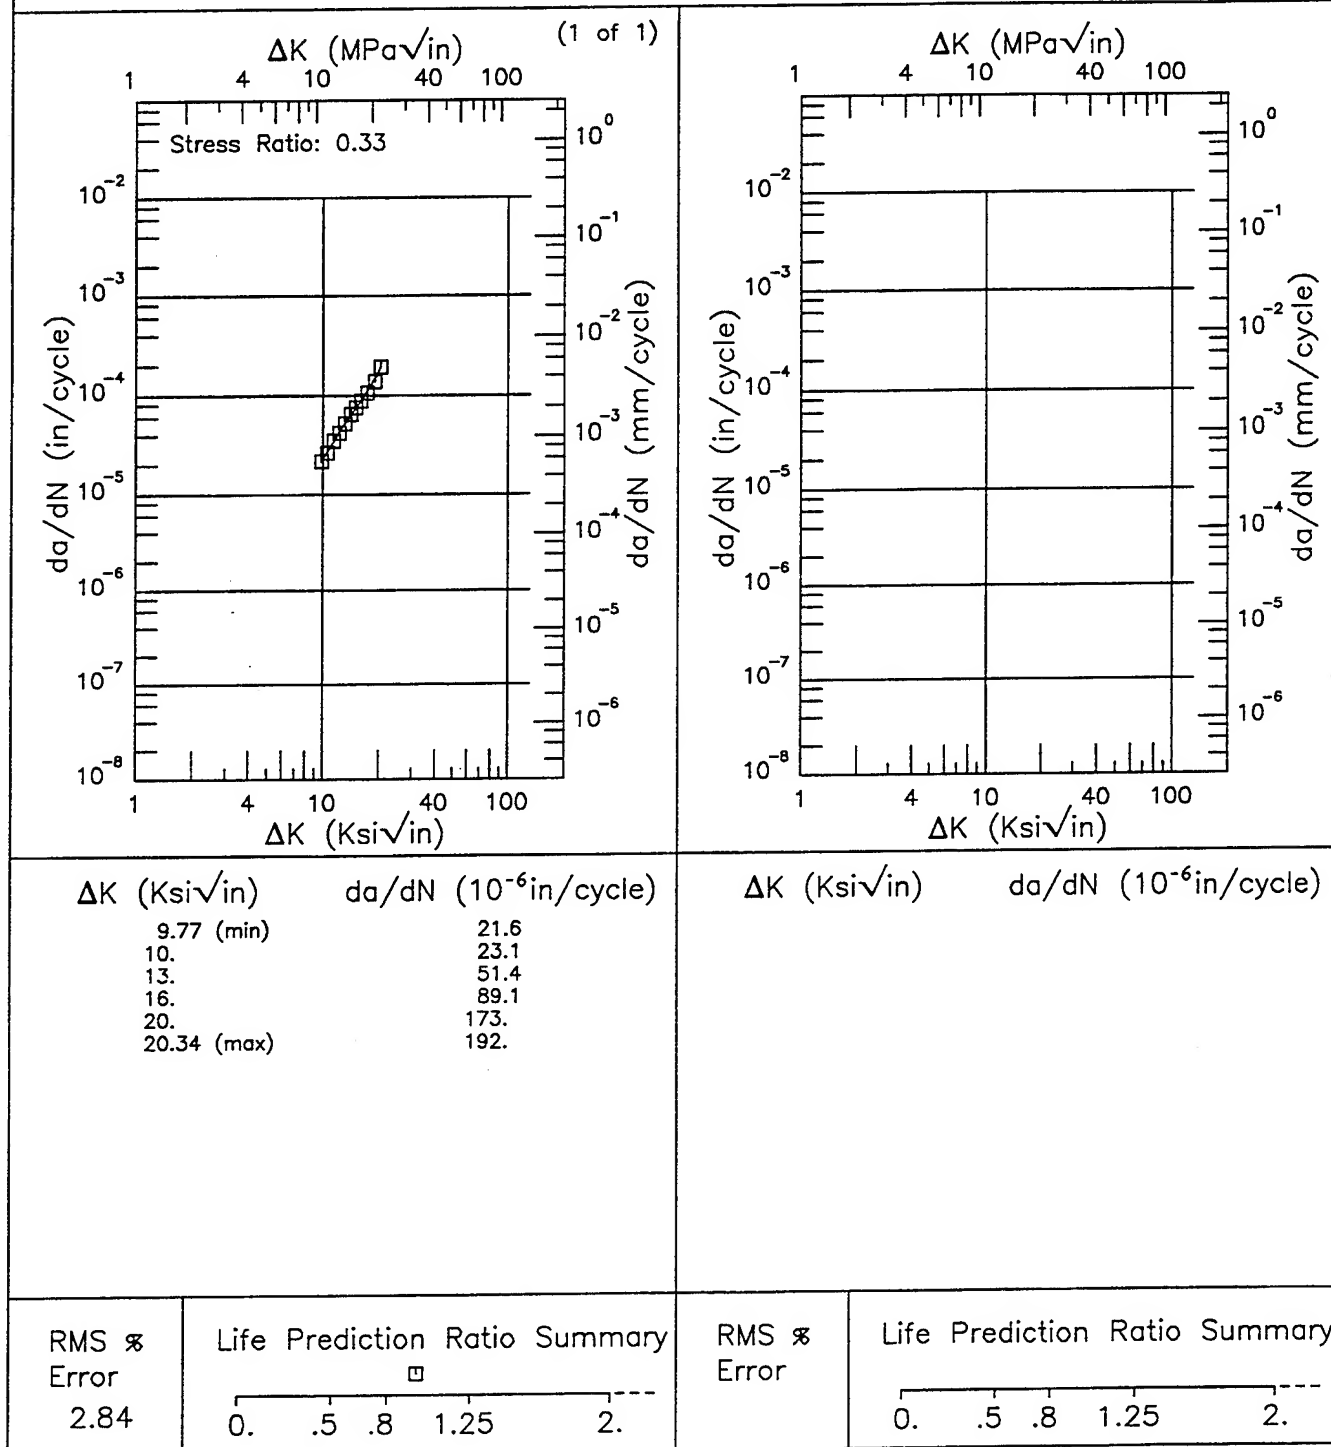 (1 of 1)
ΔK (MPa√in)
1 4 10 40 100
Stress Ratio: 0.33
10⁰
10⁻¹
10⁻²
10⁻³
10⁻⁴
10⁻⁵
10⁻⁶
da/dN (mm/cycle)
10⁻²
10⁻³
10⁻⁴
10⁻⁵
10⁻⁶
10⁻⁷
10⁻⁸
da/dN (in/cycle)
1 4 10 40 100
ΔK (Ksi√in)
ΔK (MPa√in)
1 4 10 40 100
10⁰
10⁻¹
10⁻²
10⁻³
10⁻⁴
10⁻⁵
10⁻⁶
da/dN (mm/cycle)
10⁻²
10⁻³
10⁻⁴
10⁻⁵
10⁻⁶
10⁻⁷
10⁻⁸
da/dN (in/cycle)
1 4 10 40 100
ΔK (Ksi√in)
ΔK (Ksi√in) da/dN (10⁻⁶in/cycle)
9.77 (min) 21.6
10. 23.1
13. 51.4
16. 89.1
20. 173.
20.34 (max) 192.
ΔK (Ksi√in) da/dN (10⁻⁶in/cycle)
RMS %
Error
2.84
Life Prediction Ratio Summary
0. .5 .8 1.25 2.
RMS %
Error
Life Prediction Ratio Summary
0. .5 .8 1.25 2.